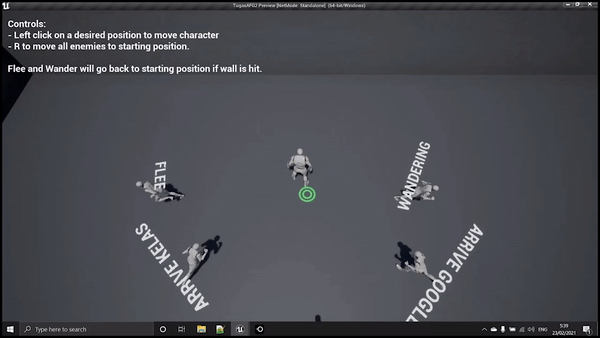 TugasAFG2 Preview [NetMode: Standalone] (64-bit/Windows)
Controls:
- Left click on a desired position to move character
- R to move all enemies to starting position.
Flee and Wander will go back to starting position if wall is hit.
FLEE
WANDERING
ARRIVE KELAS
ARRIVE GOOGLE
Type here to search
ENG
5:39
23/02/2021